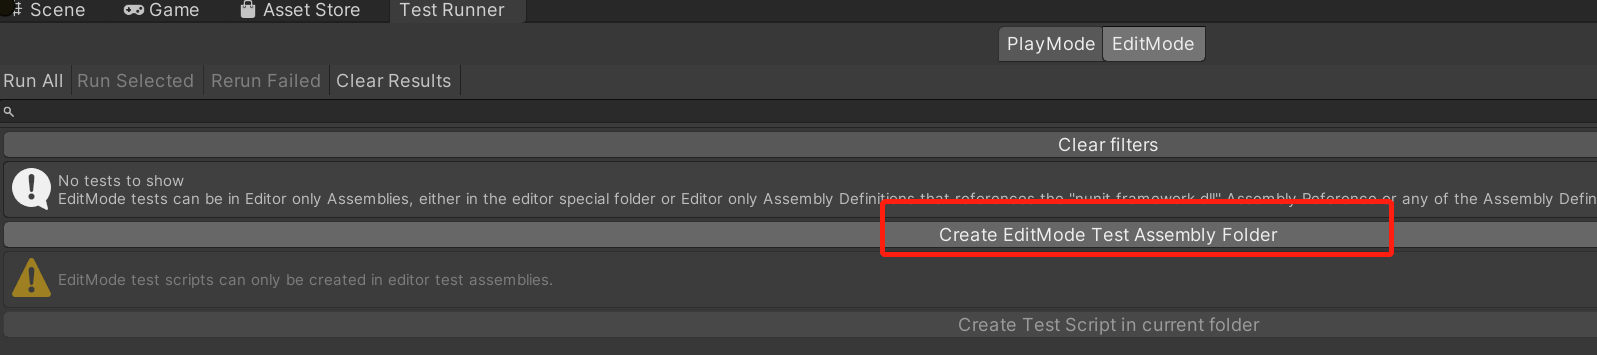 Scene Game Asset Store Test Runner
PlayMode EditMode
Run All Run Selected Rerun Failed Clear Results
Clear filters
No tests to show
EditMode tests can be in Editor only Assemblies, either in the editor special folder or Editor only Assembly Definitions that references the "nunit.framework.dll" Assembly Reference or any of the Assembly Defin
Create EditMode Test Assembly Folder
EditMode test scripts can only be created in editor test assemblies.
Create Test Script in current folder